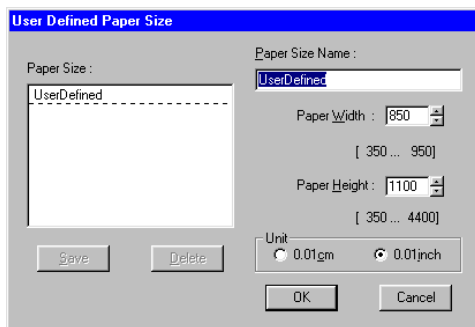 User Defined Paper Size
Paper Size :
UserDefined
Save
Delete
Paper Size Name :
UserDefined
Paper Width : 850
[ 350 ... 950]
Paper Height : 1100
[ 350 ... 4400]
Unit
0.01cm
0.01inch
OK
Cancel